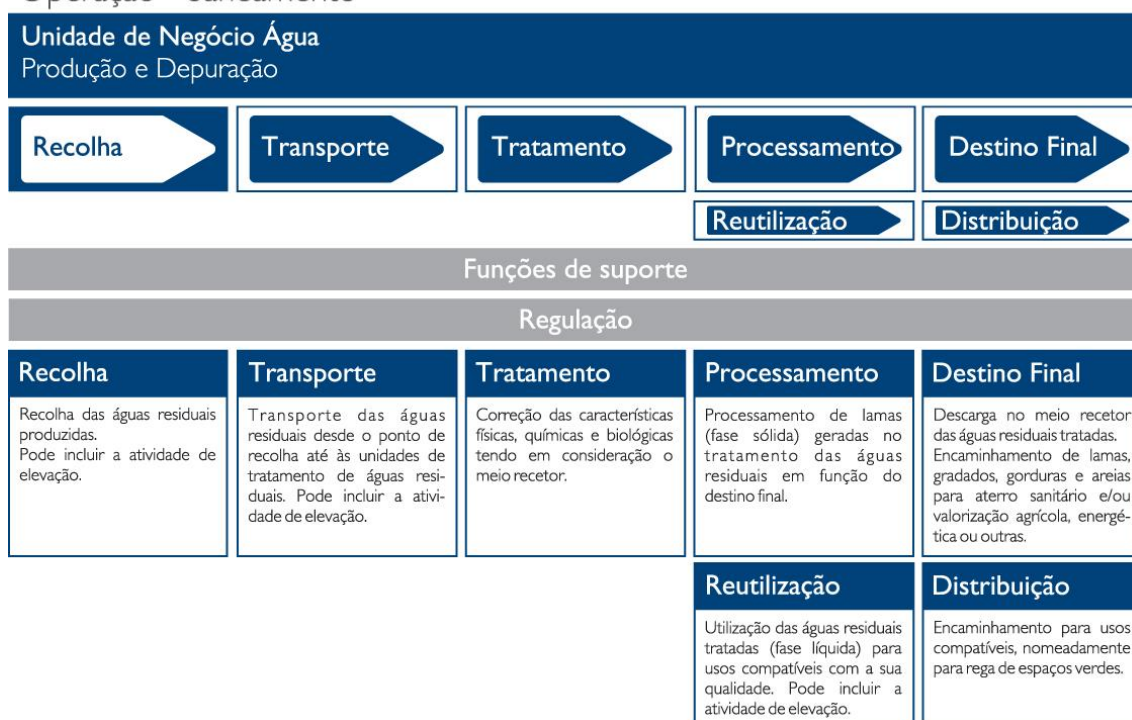 Operação - Saneamento
Unidade de Negócio Água
Produção e Depuração
Recolha
Transporte
Tratamento
Processamento
Destino Final
Reutilização
Distribuição
Funções de suporte
Regulação
Recolha
Recolha das águas residuais
produzidas.
Pode incluir a atividade de
elevação.
Transporte
Transporte das águas
residuais desde o ponto de
recolha até às unidades de
tratamento de águas resi-
duais. Pode incluir a ativi-
dade de elevação.
Tratamento
Correção das características
físicas, químicas e biológicas
tendo em consideração o
meio recetor.
Processamento
Processamento de lamas
(fase sólida) geradas no
tratamento das águas
residuais em função do
destino final.
Destino Final
Descarga no meio recetor
das águas residuais tratadas.
Encaminhamento de lamas,
gradados, gorduras e areias
para aterro sanitário e/ou
valorização agrícola, energé-
tica ou outras.
Reutilização
Utilização das águas residuais
tratadas (fase líquida) para
usos compatíveis com a sua
qualidade. Pode incluir a
atividade de elevação.
Distribuição
Encaminhamento para usos
compatíveis, nomeadamente
para rega de espaços verdes.